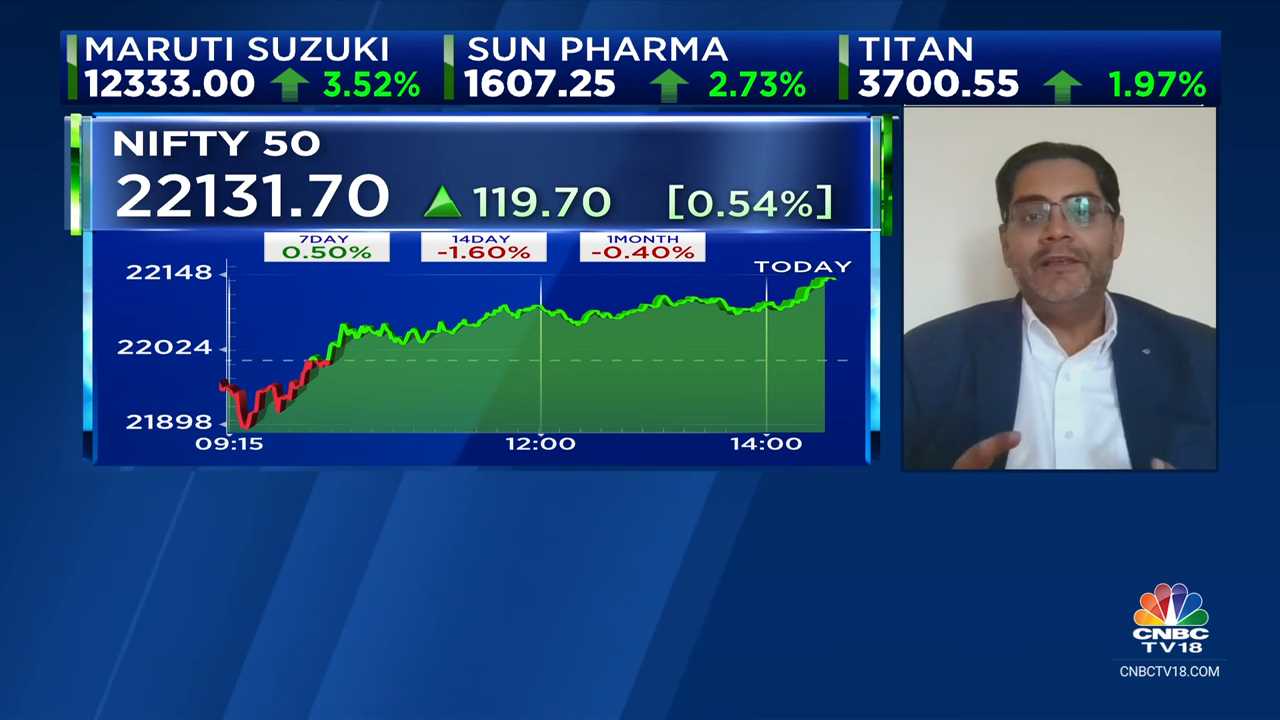 MARUTI SUZUKI
12333.00 3.52%
SUN PHARMA
1607.25 2.73%
TITAN
3700.55 1.97%
NIFTY 50
22131.70 119.70 [0.54%]
7DAY
0.50%
14DAY
-1.60%
1MONTH
-0.40%
TODAY
22148
22024
21898
09:15 12:00 14:00
CNBC
TV18
CNBCTV18.COM